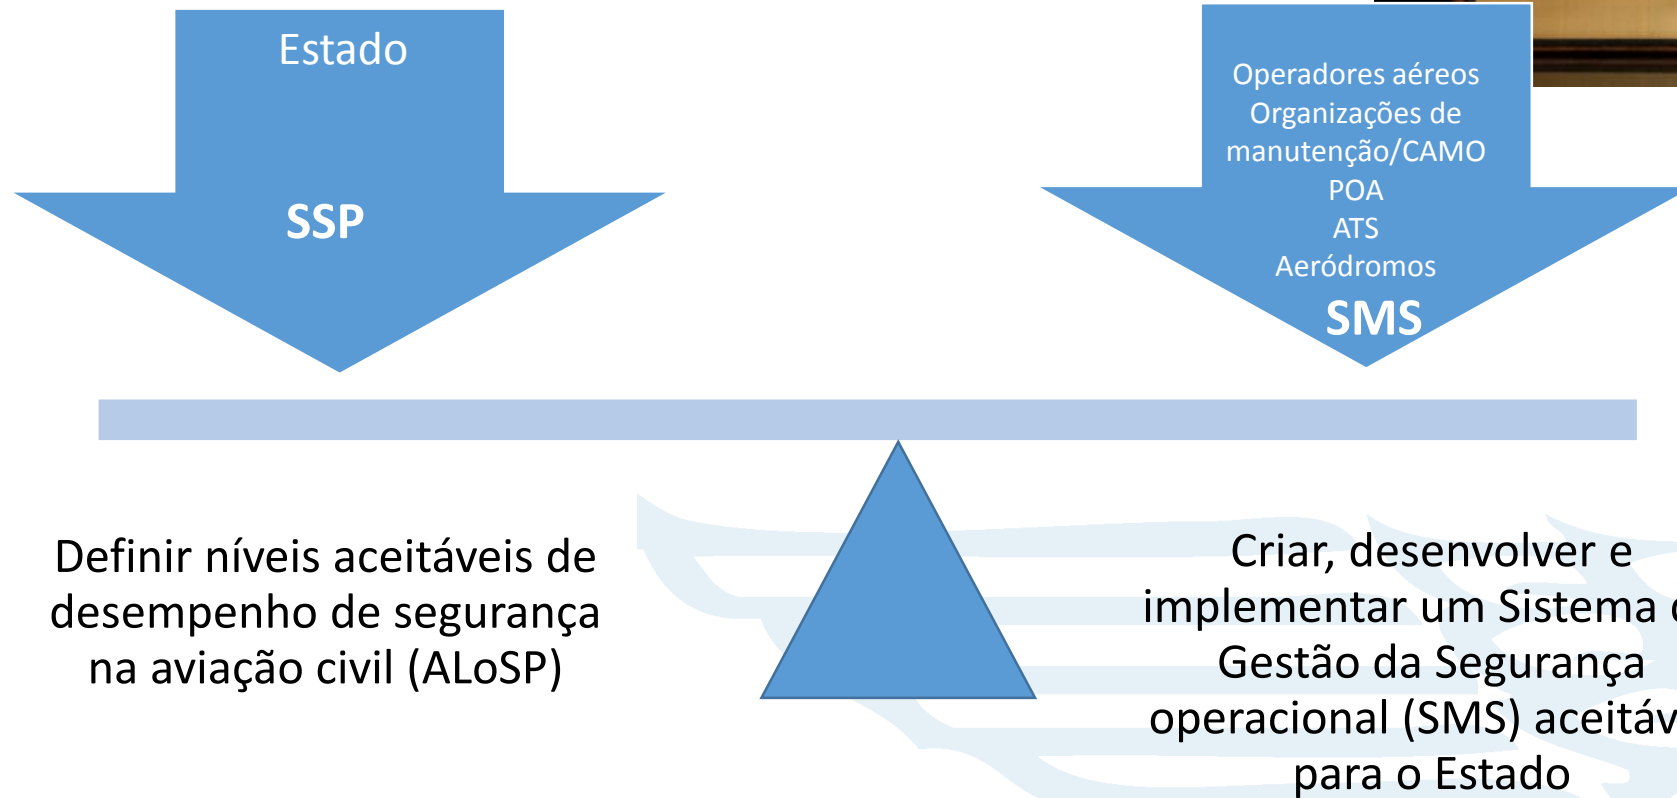 Estado
SSP
Operadores aéreos
Organizações de
manutenção/CAMO
POA
ATS
Aeródromos
SMS
Definir níveis aceitáveis de
desempenho de segurança
na aviação civil (ALoSP)
Criar, desenvolver e
implementar um Sistema
Gestão da Segurança
operacional (SMS)
para o Estado